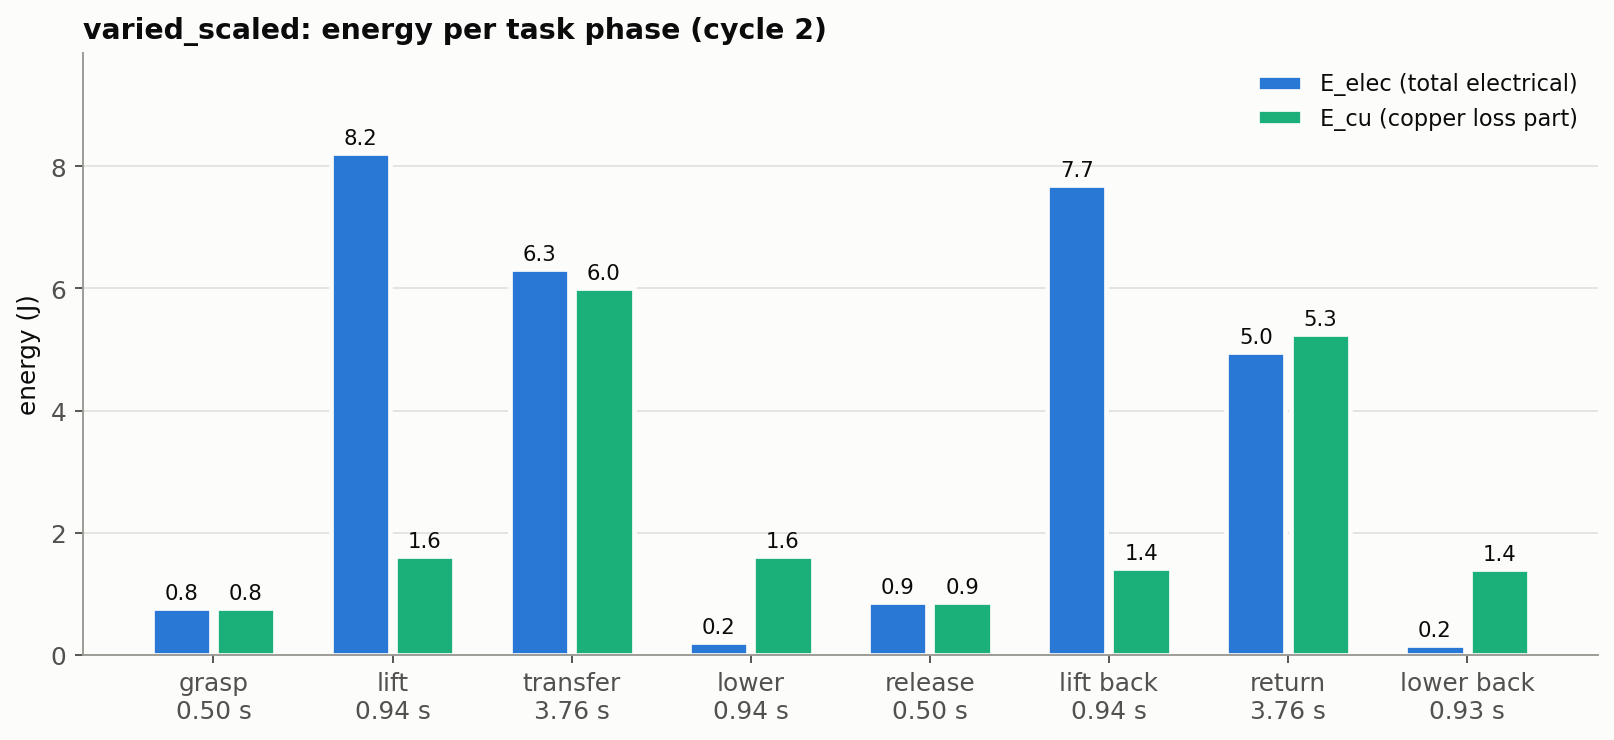 varied_scaled: energy per task phase (cycle 2)
E_elec (total electrical)
E_cu (copper loss part)
energy (J)
8
6
4
2
0
0.8
0.8
8.2
1.6
6.3
6.0
0.2
1.6
0.9
0.9
7.7
1.4
5.0
5.3
0.2
1.4
grasp
0.50 s
lift
0.94 s
transfer
3.76 s
lower
0.94 s
release
0.50 s
lift back
0.94 s
return
3.76 s
lower back
0.93 s